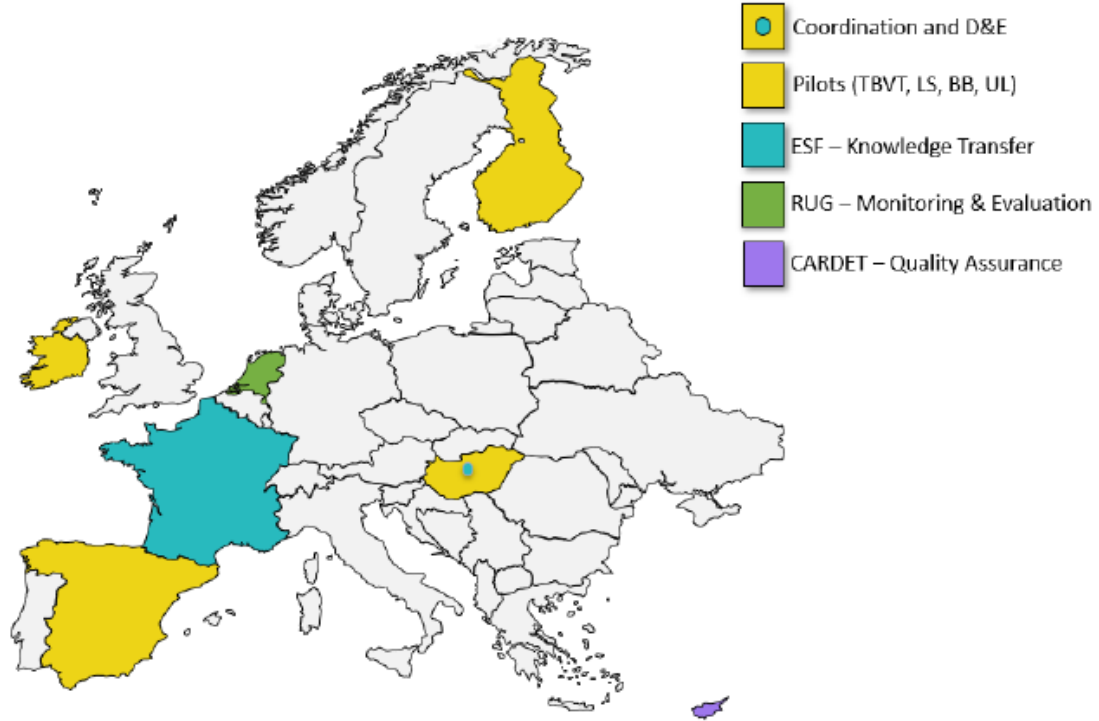 Coordination and D&E
Pilots (TBVT, LS, BB, UL)
ESF – Knowledge Transfer
RUG – Monitoring & Evaluation
CARDET – Quality Assurance